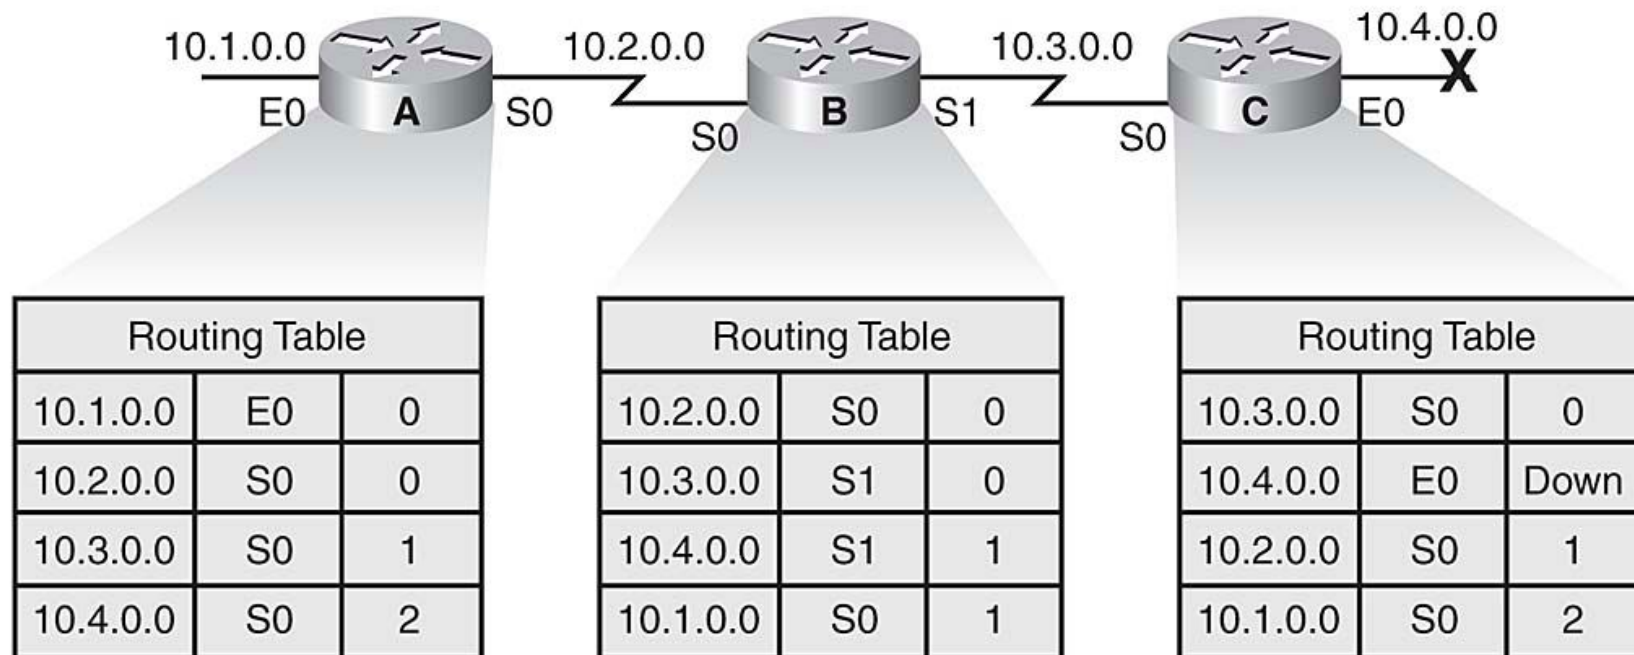 10.1.0.0 10.2.0.0 10.3.0.0 10.4.0.0
X
E0 A S0 S0 B S1 S0 C E0
Routing Table
10.1.0.0 E0 0
10.2.0.0 S0 0
10.3.0.0 S0 1
10.4.0.0 S0 2
Routing Table
10.2.0.0 S0 0
10.3.0.0 S1 0
10.4.0.0 S1 1
10.1.0.0 S0 1
Routing Table
10.3.0.0 S0 0
10.4.0.0 E0 Down
10.2.0.0 S0 1
10.1.0.0 S0 2